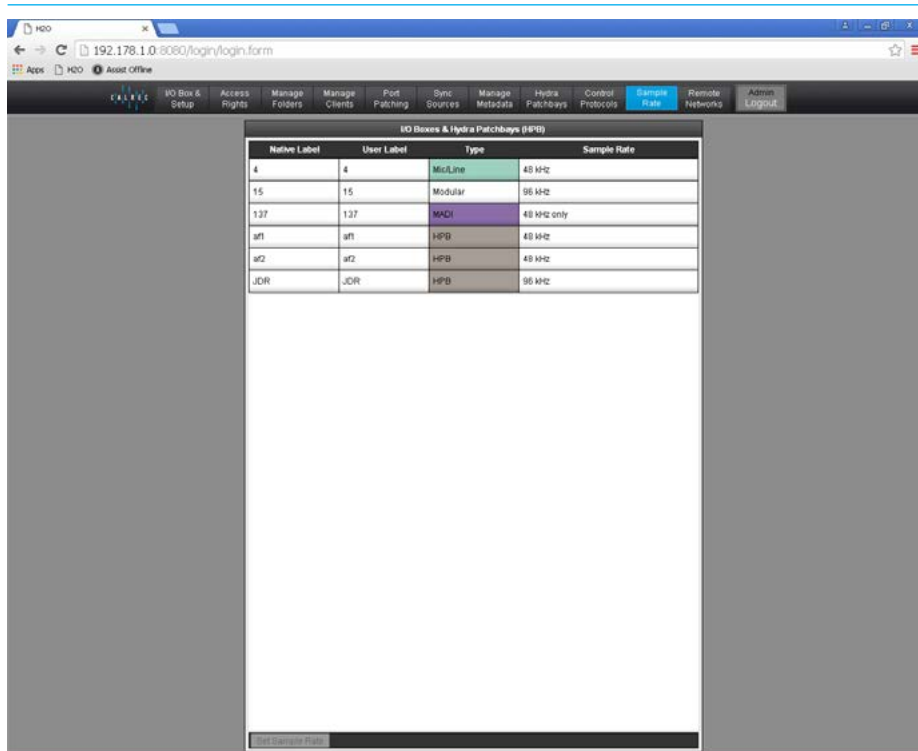 H2O
192.178.1.0:8080/login/login.form
Apps H2O Assist Offline
CALREC
I/O Box & Setup Access Rights Manage Folders Manage Clients Port Patching Sync Sources Manage Metadata Hydra Patchbays Control Protocols Sample Rate Remote Networks Admin Logout
I/O Boxes & Hydra Patchbays (HPB)
Native Label User Label Type Sample Rate
4 4 Mic/Line 48 kHz
15 15 Modular 96 kHz
137 137 MADI 48 kHz only
af1 af1 HPB 48 kHz
af2 af2 HPB 48 kHz
JDR JDR HPB 96 kHz
Set Sample Rate